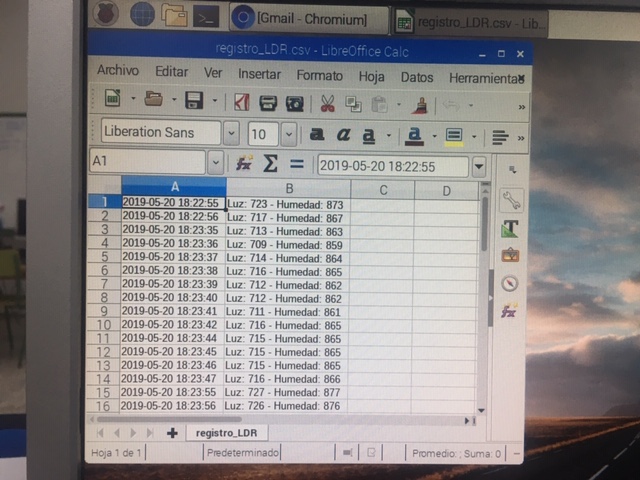 [Gmail - Chromium]
registro_LDR.csv - Lib...
registro_LDR.csv - LibreOffice Calc
Archivo Editar Ver Insertar Formato Hoja Datos Herramientas
Liberation Sans 10
A1 2019-05-20 18:22:55
A B C D
1 2019-05-20 18:22:55 Luz: 723 - Humedad: 873
2 2019-05-20 18:22:56 Luz: 717 - Humedad: 867
3 2019-05-20 18:23:35 Luz: 713 - Humedad: 863
4 2019-05-20 18:23:36 Luz: 709 - Humedad: 859
5 2019-05-20 18:23:37 Luz: 714 - Humedad: 864
6 2019-05-20 18:23:38 Luz: 716 - Humedad: 865
7 2019-05-20 18:23:39 Luz: 712 - Humedad: 862
8 2019-05-20 18:23:40 Luz: 712 - Humedad: 862
9 2019-05-20 18:23:41 Luz: 711 - Humedad: 861
10 2019-05-20 18:23:42 Luz: 716 - Humedad: 865
11 2019-05-20 18:23:44 Luz: 715 - Humedad: 865
12 2019-05-20 18:23:45 Luz: 715 - Humedad: 865
13 2019-05-20 18:23:46 Luz: 715 - Humedad: 865
14 2019-05-20 18:23:47 Luz: 716 - Humedad: 866
15 2019-05-20 18:23:55 Luz: 727 - Humedad: 877
16 2019-05-20 18:23:56 Luz: 726 - Humedad: 876
registro_LDR
Hoja 1 de 1 Predeterminado Promedio: ; Suma: 0